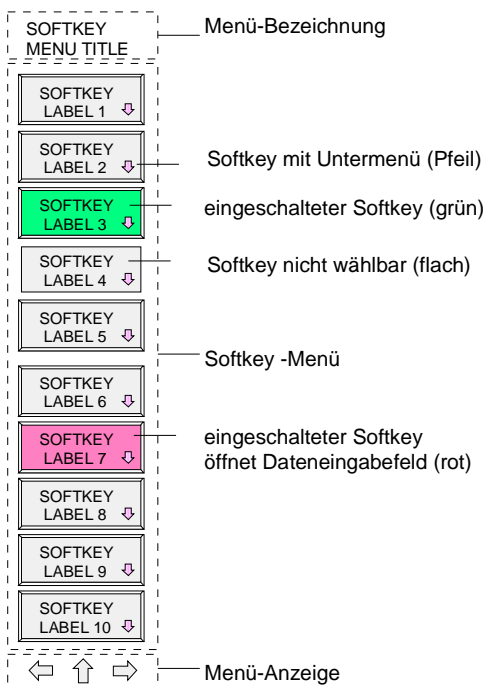 SOFTKEY
MENU TITLE
Menü-Bezeichnung
SOFTKEY
LABEL 1
SOFTKEY
LABEL 2
Softkey mit Untermenü (Pfeil)
SOFTKEY
LABEL 3
eingeschalteter Softkey (grün)
SOFTKEY
LABEL 4
Softkey nicht wählbar (flach)
SOFTKEY
LABEL 5
Softkey -Menü
SOFTKEY
LABEL 6
SOFTKEY
LABEL 7
eingeschalteter Softkey
öffnet Dateneingabefeld (rot)
SOFTKEY
LABEL 8
SOFTKEY
LABEL 9
SOFTKEY
LABEL 10
Menü-Anzeige